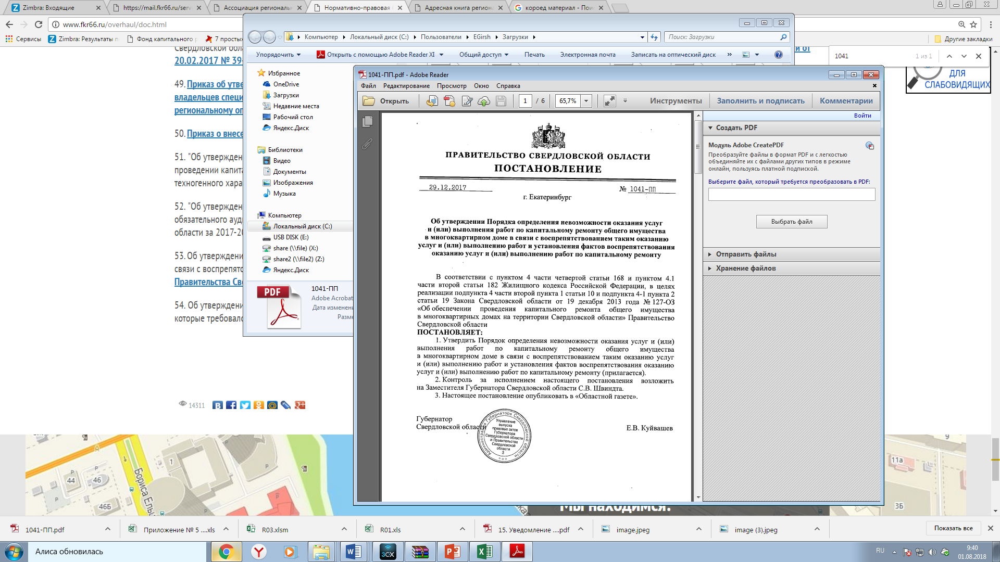 Zimbra: Входящие
https://mail.fkr66.ru/serv
Ассоциация региональн
Нормативно-правовая
Адресная книга регион
короед материал - Пои
www.fkr66.ru/overhaul/doc.html
Сервисы
Zimbra: Результаты п
Фонд капитального р
7 простых
Другие закладки
1041
1 из 1
ДЛЯ
СЛАБОВИДЯЩИХ
Свердловской обла
20.02.2017 № 39-
и от
49. Приказ об утве
владельцев специ
региональному оп
50. Приказ о внесе
51. "Об утвержден
проведении капита
техногенного хара
52. "Об утвержден
обязательного ауд
области за 2017-20
53. Об утверждени
связи с воспрепятс
Правительства Св
54. Об утверждени
которые требовало
14311
Компьютер
Локальный диск (C:)
Пользователи
EGirsh
Загрузки
Поиск: Загрузки
Упорядочить
Открыть с помощью Adobe Reader XI
Общий доступ
Печать
Электронная почта
Записать на оптический диск
»
Избранное
OneDrive
Загрузки
Недавние места
Рабочий стол
Яндекс.Диск
Библиотеки
Видео
Документы
Изображения
Музыка
Компьютер
Локальный диск (C:)
USB DISK (E:)
share (\\file) (X:)
share2 (\\file2) (Z:)
Яндекс.Диск
PDF
1041-ПП
Adobe Acrobat
Дата изменени
Разме
1041-ПП.pdf - Adobe Reader
Файл Редактирование Просмотр Окно Справка
Открыть
1 / 6
65,7%
Инструменты
Заполнить и подписать
Комментарии
Войти
Создать PDF
Модуль Adobe CreatePDF
Преобразуйте файлы в формат PDF и с легкостью
объединяйте их с файлами других типов в режиме
онлайн, пользуясь платной подпиской.
Выберите файл, который требуется преобразовать в PDF:
Выбрать файл
Отправить файлы
Хранение файлов
ПРАВИТЕЛЬСТВО СВЕРДЛОВСКОЙ ОБЛАСТИ
ПОСТАНОВЛЕНИЕ
29.12.2017
№ 1041-ПП
г. Екатеринбург
Об утверждении Порядка определения невозможности оказания услуг
и (или) выполнения работ по капитальному ремонту общего имущества
в многоквартирном доме в связи с воспрепятствованием таким оказанию
услуг и (или) выполнению работ и установления фактов воспрепятствования
оказанию услуг и (или) выполнению работ по капитальному ремонту
В соответствии с пунктом 4 части четвертой статьи 168 и пунктом 4.1
части второй статьи 182 Жилищного кодекса Российской Федерации, в целях
реализации подпункта 4 части второй пункта 1 статьи 10 и подпункта 4-1 пункта 2
статьи 19 Закона Свердловской области от 19 декабря 2013 года № 127-ОЗ
«Об обеспечении проведения капитального ремонта общего имущества
в многоквартирных домах на территории Свердловской области» Правительство
Свердловской области
ПОСТАНОВЛЯЕТ:
1. Утвердить Порядок определения невозможности оказания услуг и (или)
выполнения работ по капитальному ремонту общего имущества
в многоквартирном доме в связи с воспрепятствованием таким оказанию услуг
и (или) выполнению работ и установления фактов воспрепятствования оказанию
услуг и (или) выполнению работ по капитальному ремонту (прилагается).
2. Контроль за исполнением настоящего постановления возложить
на Заместителя Губернатора Свердловской области С.В. Швиндта.
3. Настоящее постановление опубликовать в «Областной газете».
Губернатор
Свердловской области
Е.В. Куйвашев
Управление
выпуска
правовых актов
Губернатора
Свердловской области
и Правительства
Свердловской
области
3
Бориса Ельц
1
44
46
46Б
9
11а
3Б
Мы находимся:
1041-ПП.pdf
Приложение № 5 ....xls
R03.xlsm
R01.xls
15. Уведомление ....pdf
image.jpeg
image (3).jpeg
Показать все
Алиса обновилась
3CX
RU
9:40
01.08.2018